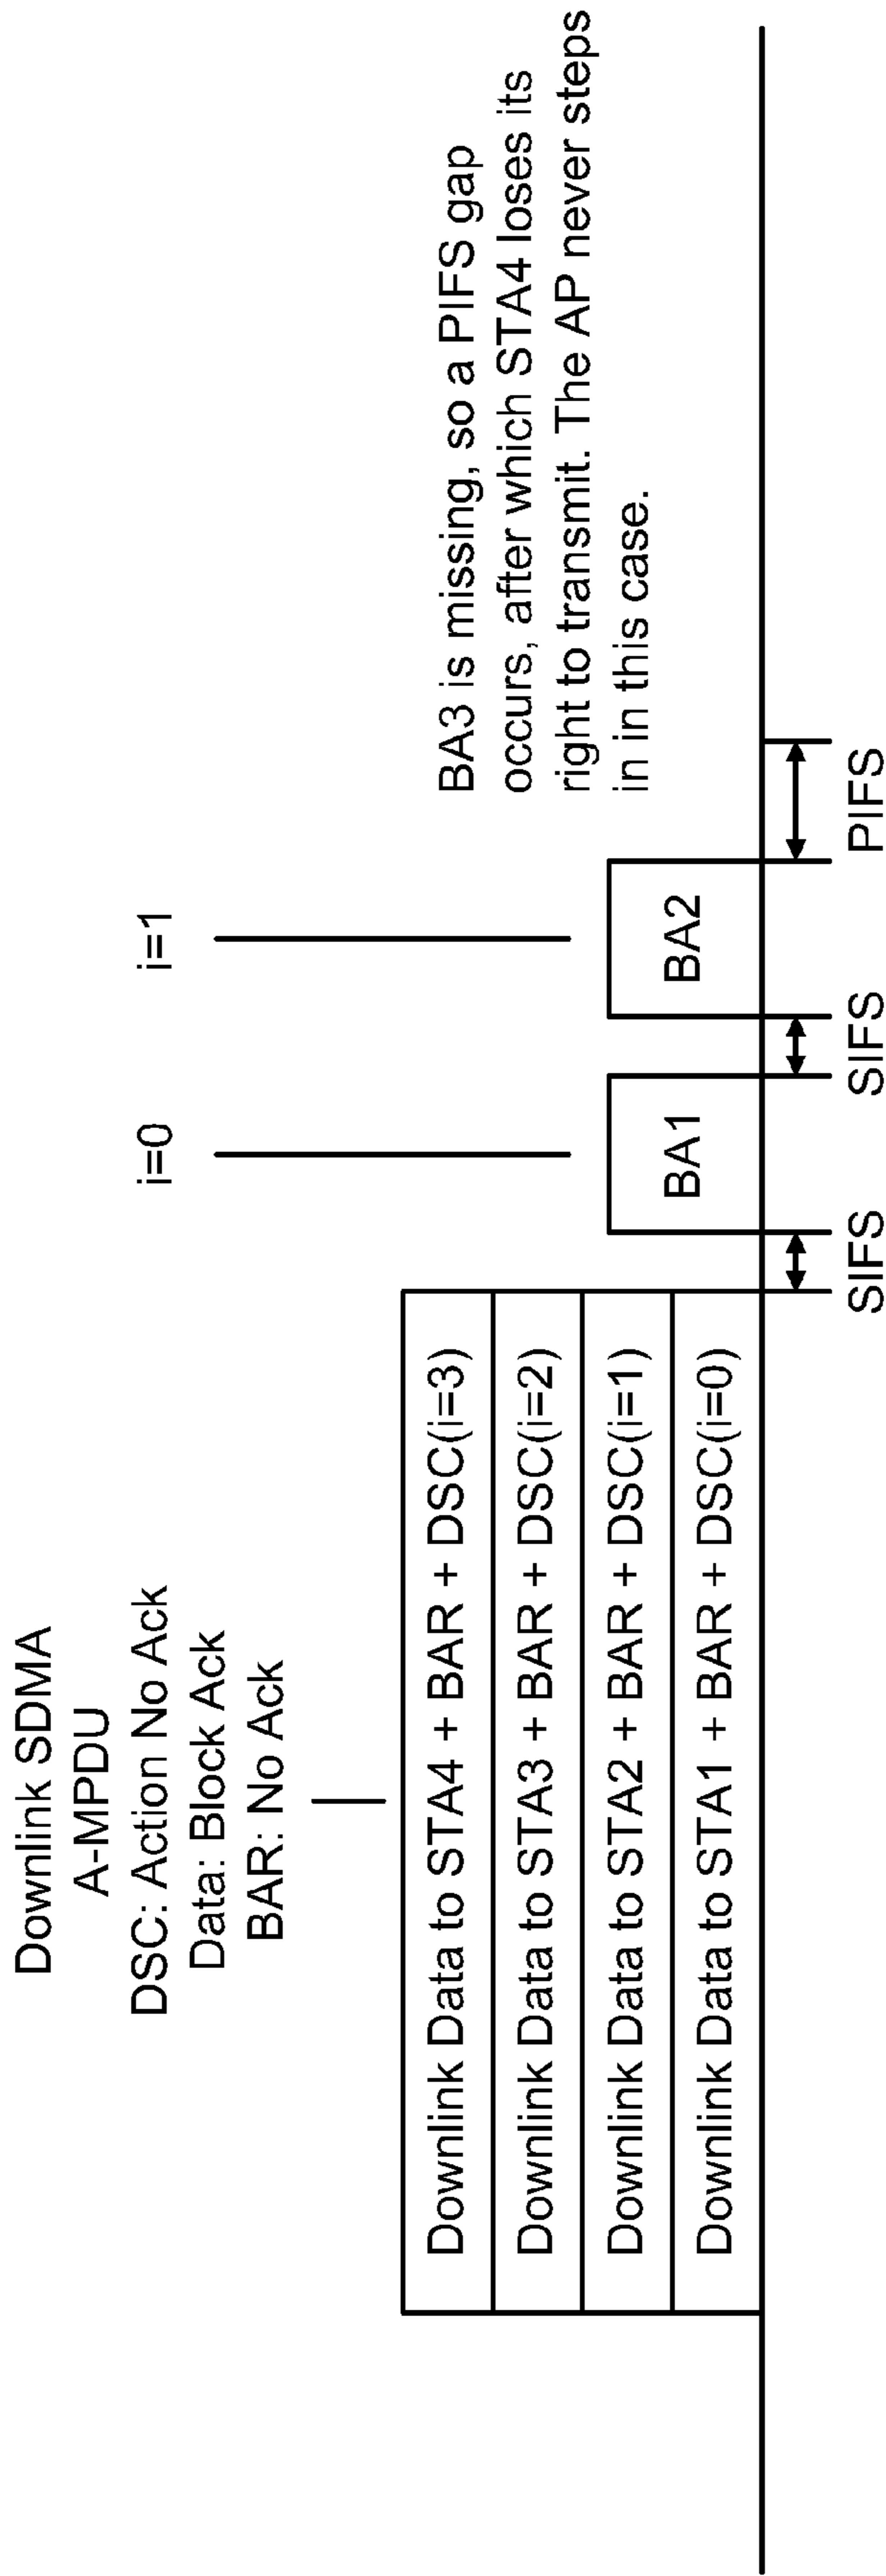 Downlink SDMA
A-MPDU
DSC: Action No Ack
Data: Block Ack
BAR: No Ack
Downlink Data to STA4 + BAR + DSC(i=3)
Downlink Data to STA3 + BAR + DSC(i=2)
Downlink Data to STA2 + BAR + DSC(i=1)
Downlink Data to STA1 + BAR + DSC(i=0)
i=0
i=1
BA1
BA2
BA3 is missing, so a PIFS gap
occurs, after which STA4 loses its
right to transmit. The AP never steps
in in this case.
SIFS
SIFS
PIFS